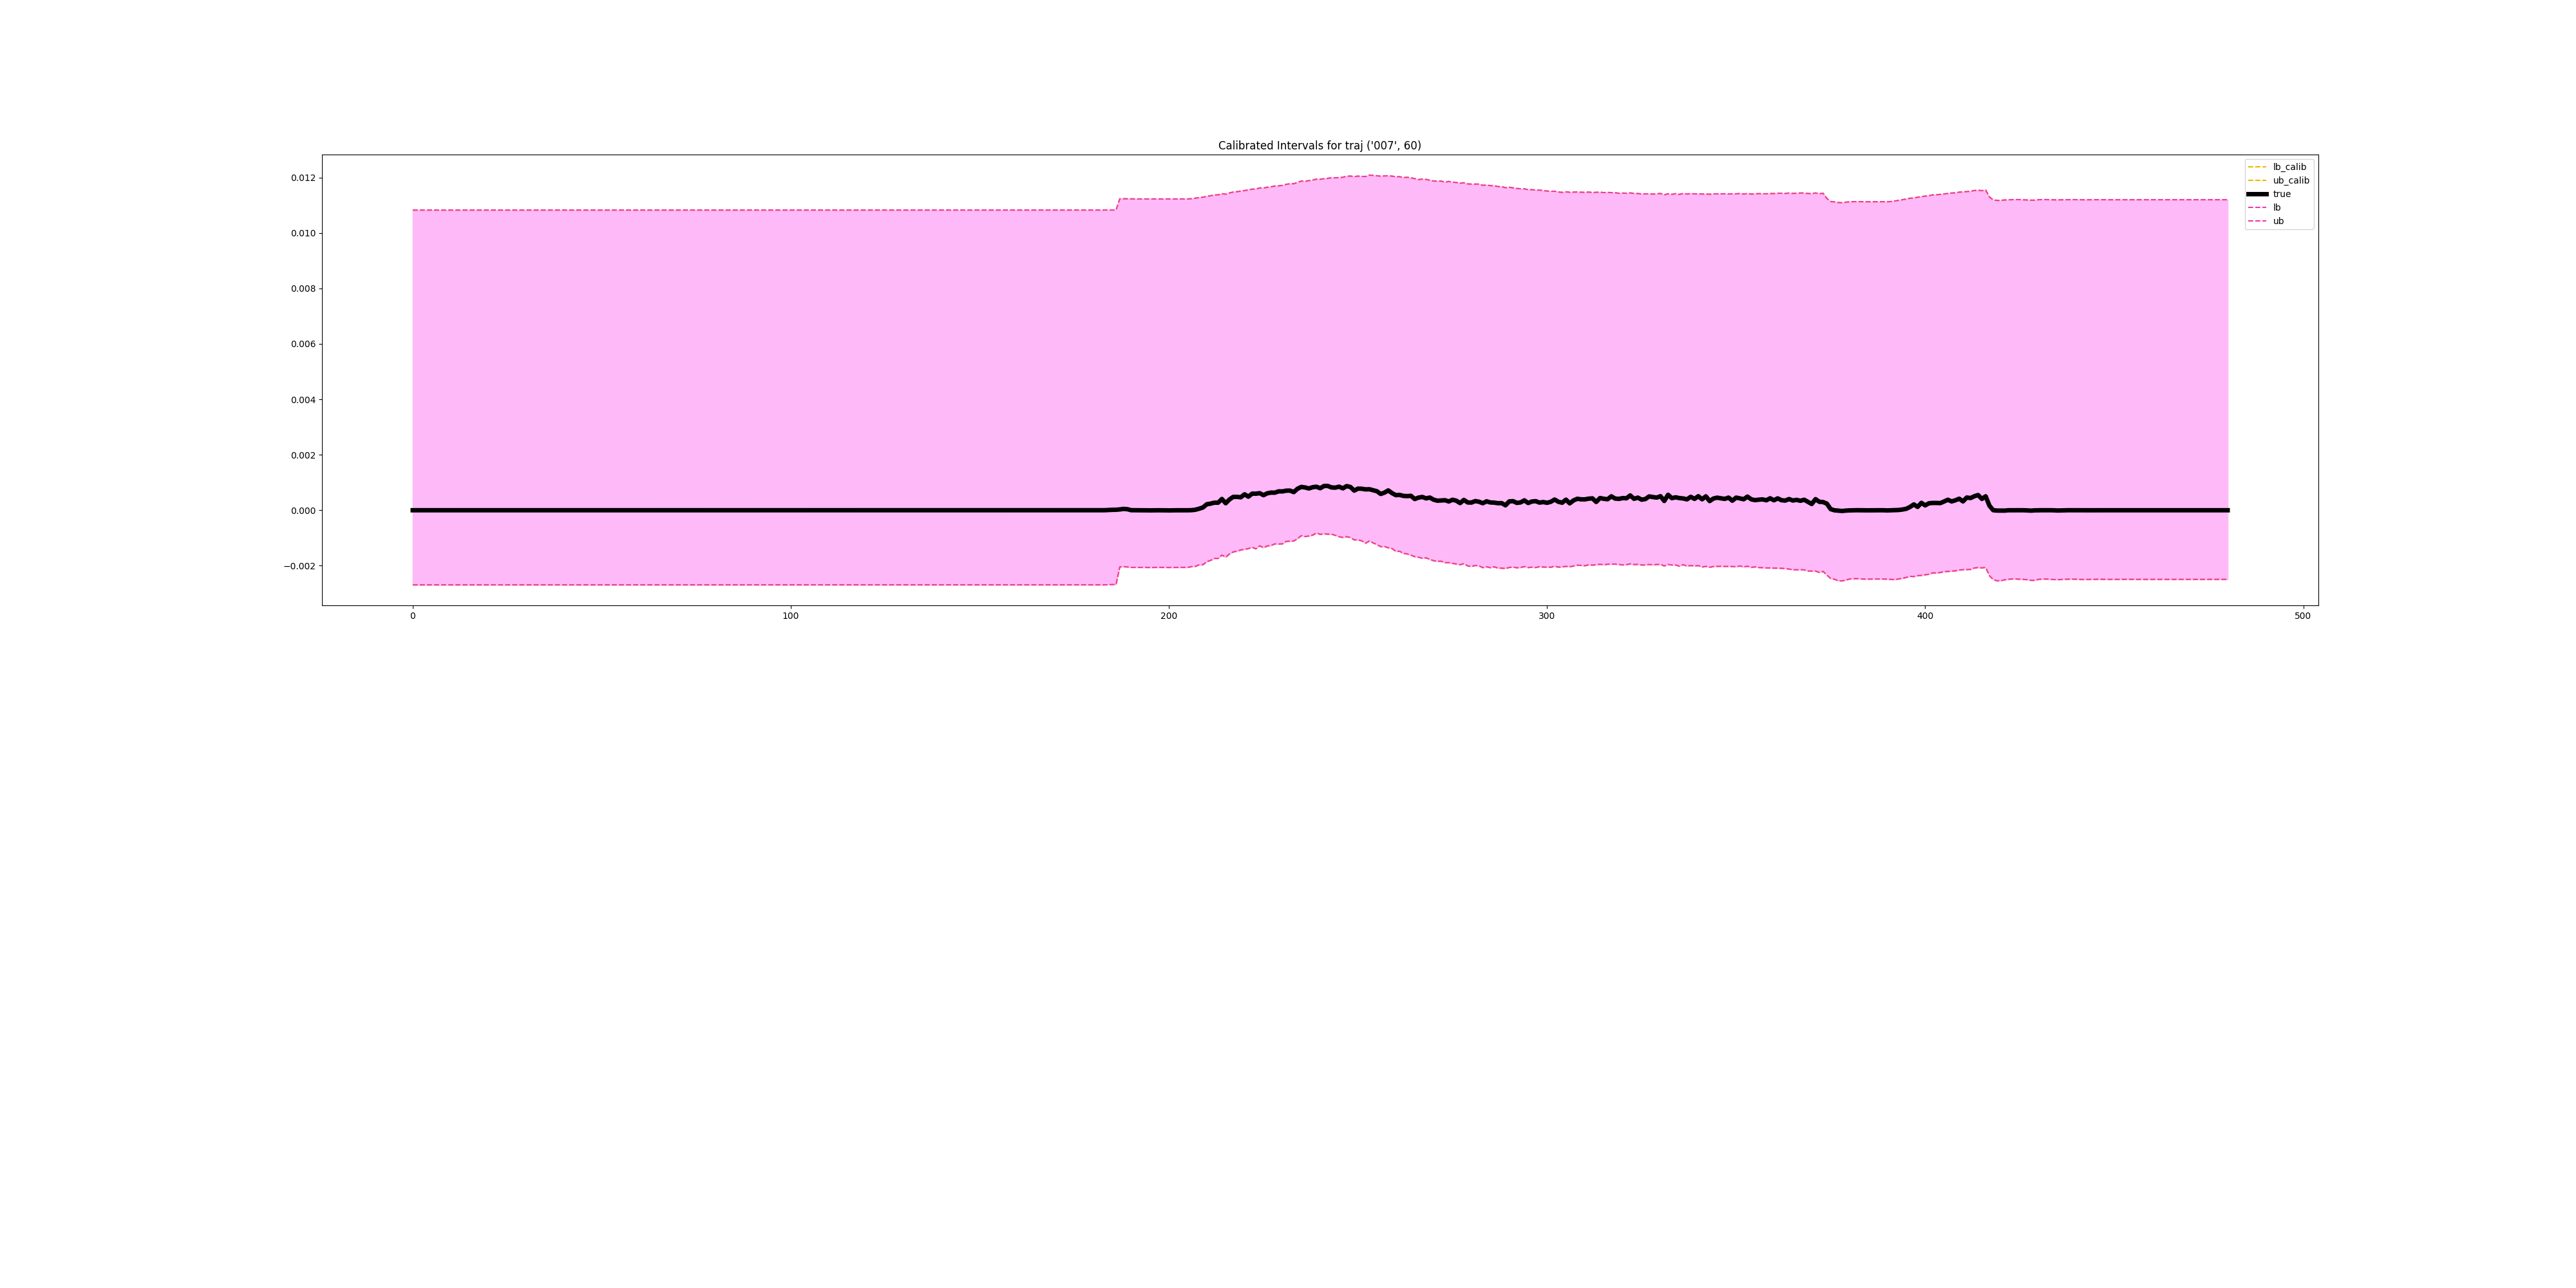 Calibrated Intervals for traj ('007', 60)
0.012
0.010
0.008
0.006
0.004
0.002
0.000
−0.002
0
100
200
300
400
500
lb_calib
ub_calib
true
lb
ub